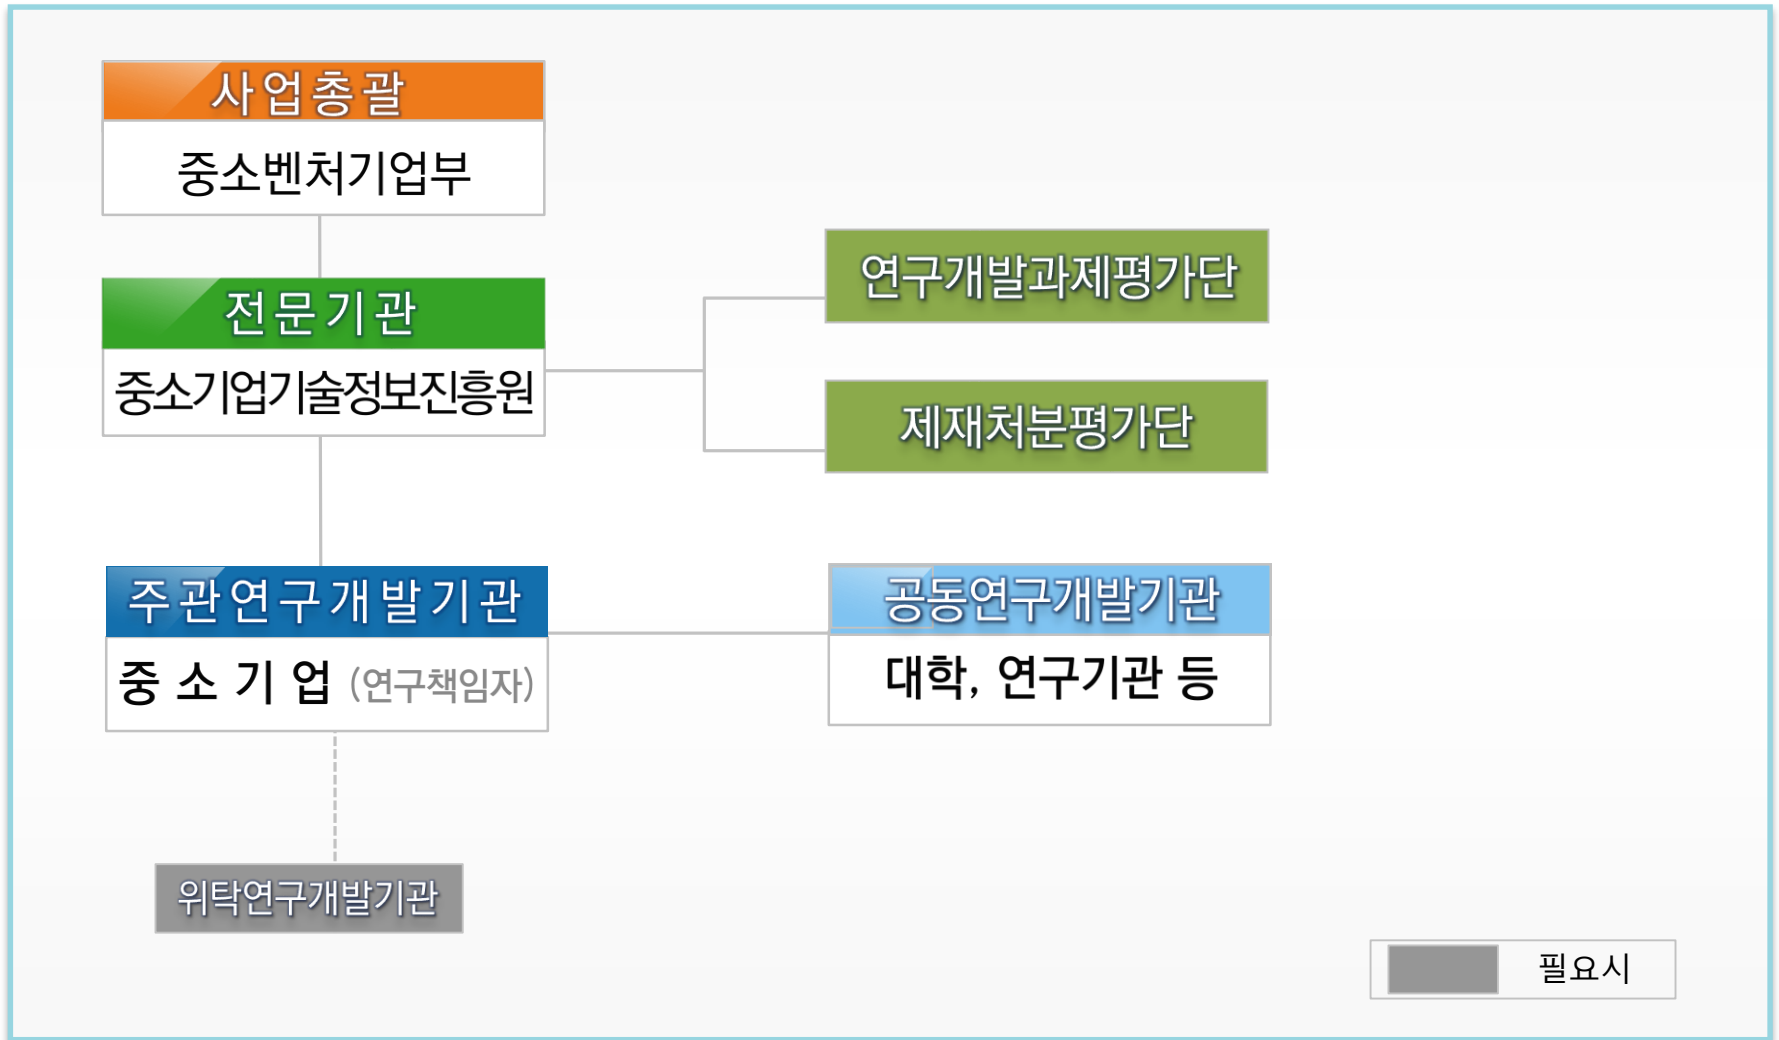 사업총괄
중소벤처기업부
전문기관
중소기업기술정보진흥원
연구개발과제평가단
제재처분평가단
주관연구개발기관
중소기업 (연구책임자)
공동연구개발기관
대학, 연구기관 등
위탁연구개발기관
필요시